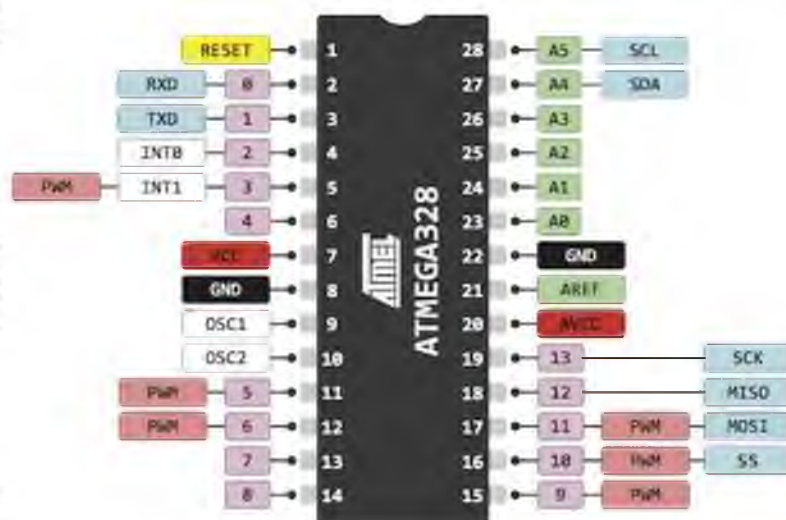 RESET 1 28 A5 SCL
RXD 0 2 27 A4 SDA
TXD 1 3 26 A3
INT0 2 4 25 A2
PWM INT1 3 5 24 A1
4 6 23 A0
VCC 7 22 GND
GND 8 21 AREF
OSC1 9 20 AVCC
OSC2 10 19 13 SCK
PWM 5 11 18 12 MISO
PWM 6 12 17 11 PWM MOSI
7 13 16 10 PWM SS
8 14 15 9 PWM
ATMEL
ATMEGA328